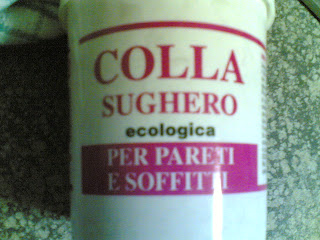 COLLA
SUGHERO
ecologica
PER PARETI
E SOFFITTI